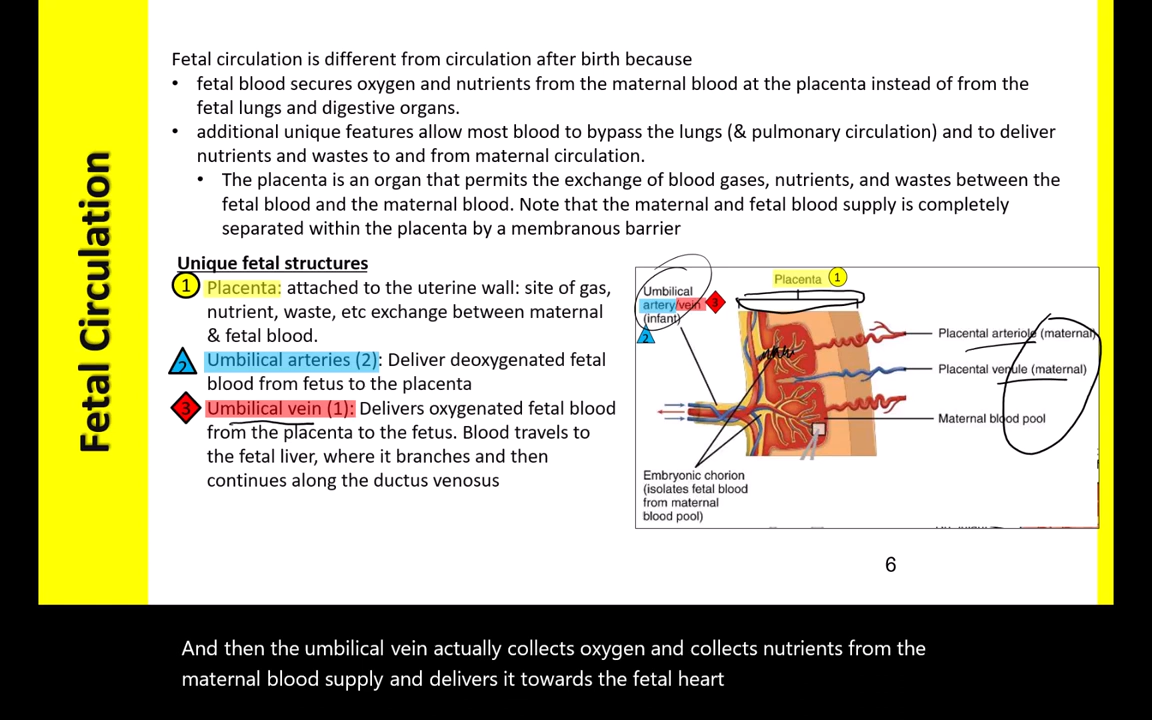 Fetal Circulation
Fetal circulation is different from circulation after birth because
• fetal blood secures oxygen and nutrients from the maternal blood at the placenta instead of from the
fetal lungs and digestive organs.
• additional unique features allow most blood to bypass the lungs (& pulmonary circulation) and to deliver
nutrients and wastes to and from maternal circulation.
• The placenta is an organ that permits the exchange of blood gases, nutrients, and wastes between the
fetal blood and the maternal blood. Note that the maternal and fetal blood supply is completely
separated within the placenta by a membranous barrier
Unique fetal structures
1 Placenta: attached to the uterine wall: site of gas,
nutrient, waste, etc exchange between maternal
& fetal blood.
2 Umbilical arteries (2): Deliver deoxygenated fetal
blood from fetus to the placenta
3 Umbilical vein (1): Delivers oxygenated fetal blood
from the placenta to the fetus. Blood travels to
the fetal liver, where it branches and then
continues along the ductus venosus
Placenta 1
Umbilical
artery/vein 3
(infant)
2
Placental arteriole (maternal)
Placental venule (maternal)
Maternal blood pool
Embryonic chorion
(isolates fetal blood
from maternal
blood pool)
6
And then the umbilical vein actually collects oxygen and collects nutrients from the
maternal blood supply and delivers it towards the fetal heart